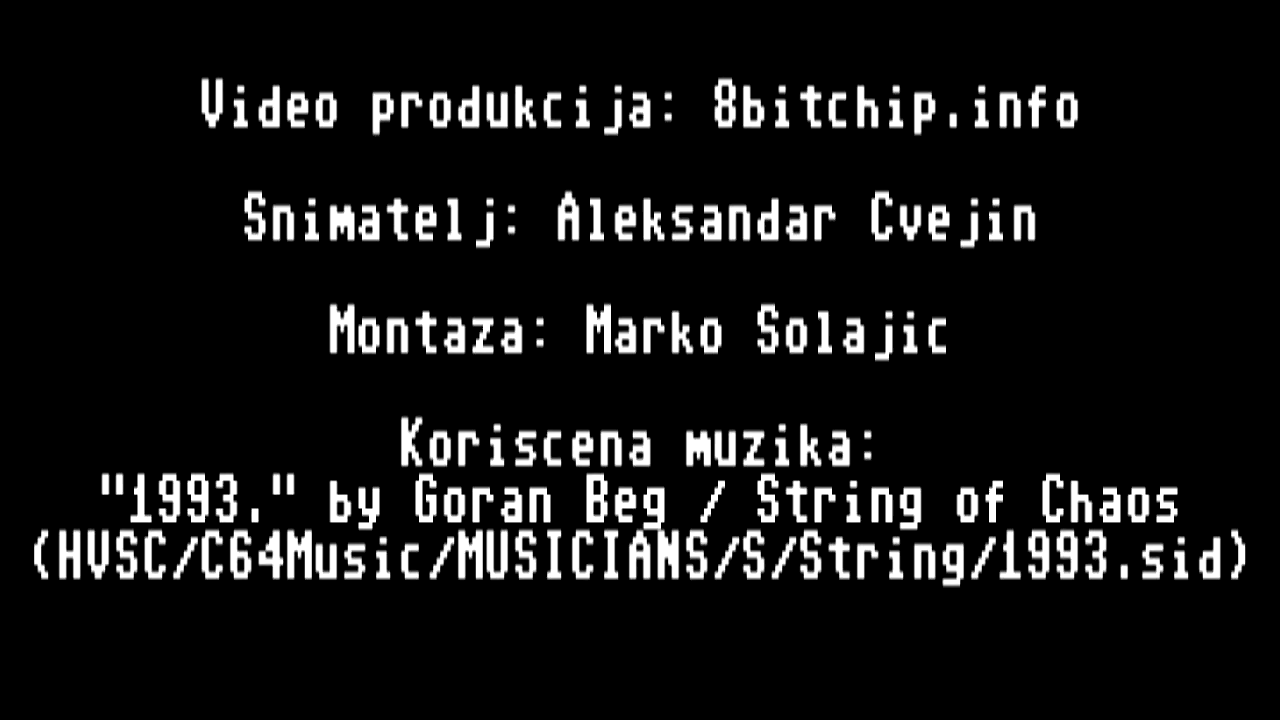 Video produkcija: 8bitchip.info
Snimatelj: Aleksandar Cvejin
Montaza: Marko Solajic
Koriscena muzika:
"1993." by Goran Beg / String of Chaos
(HVSC/C64Music/MUSICIANS/S/String/1993.sid)